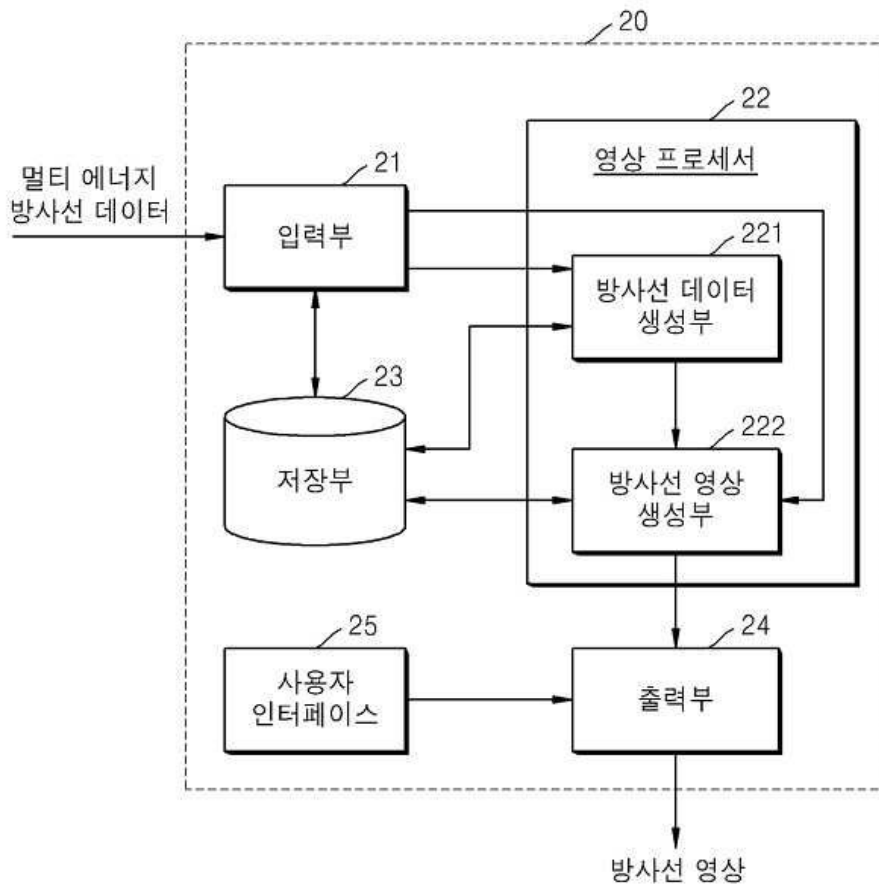 20
22
영상 프로세서
멀티 에너지
방사선 데이터
21
입력부
221
방사선 데이터
생성부
23
저장부
222
방사선 영상
생성부
25
사용자
인터페이스
24
출력부
방사선 영상